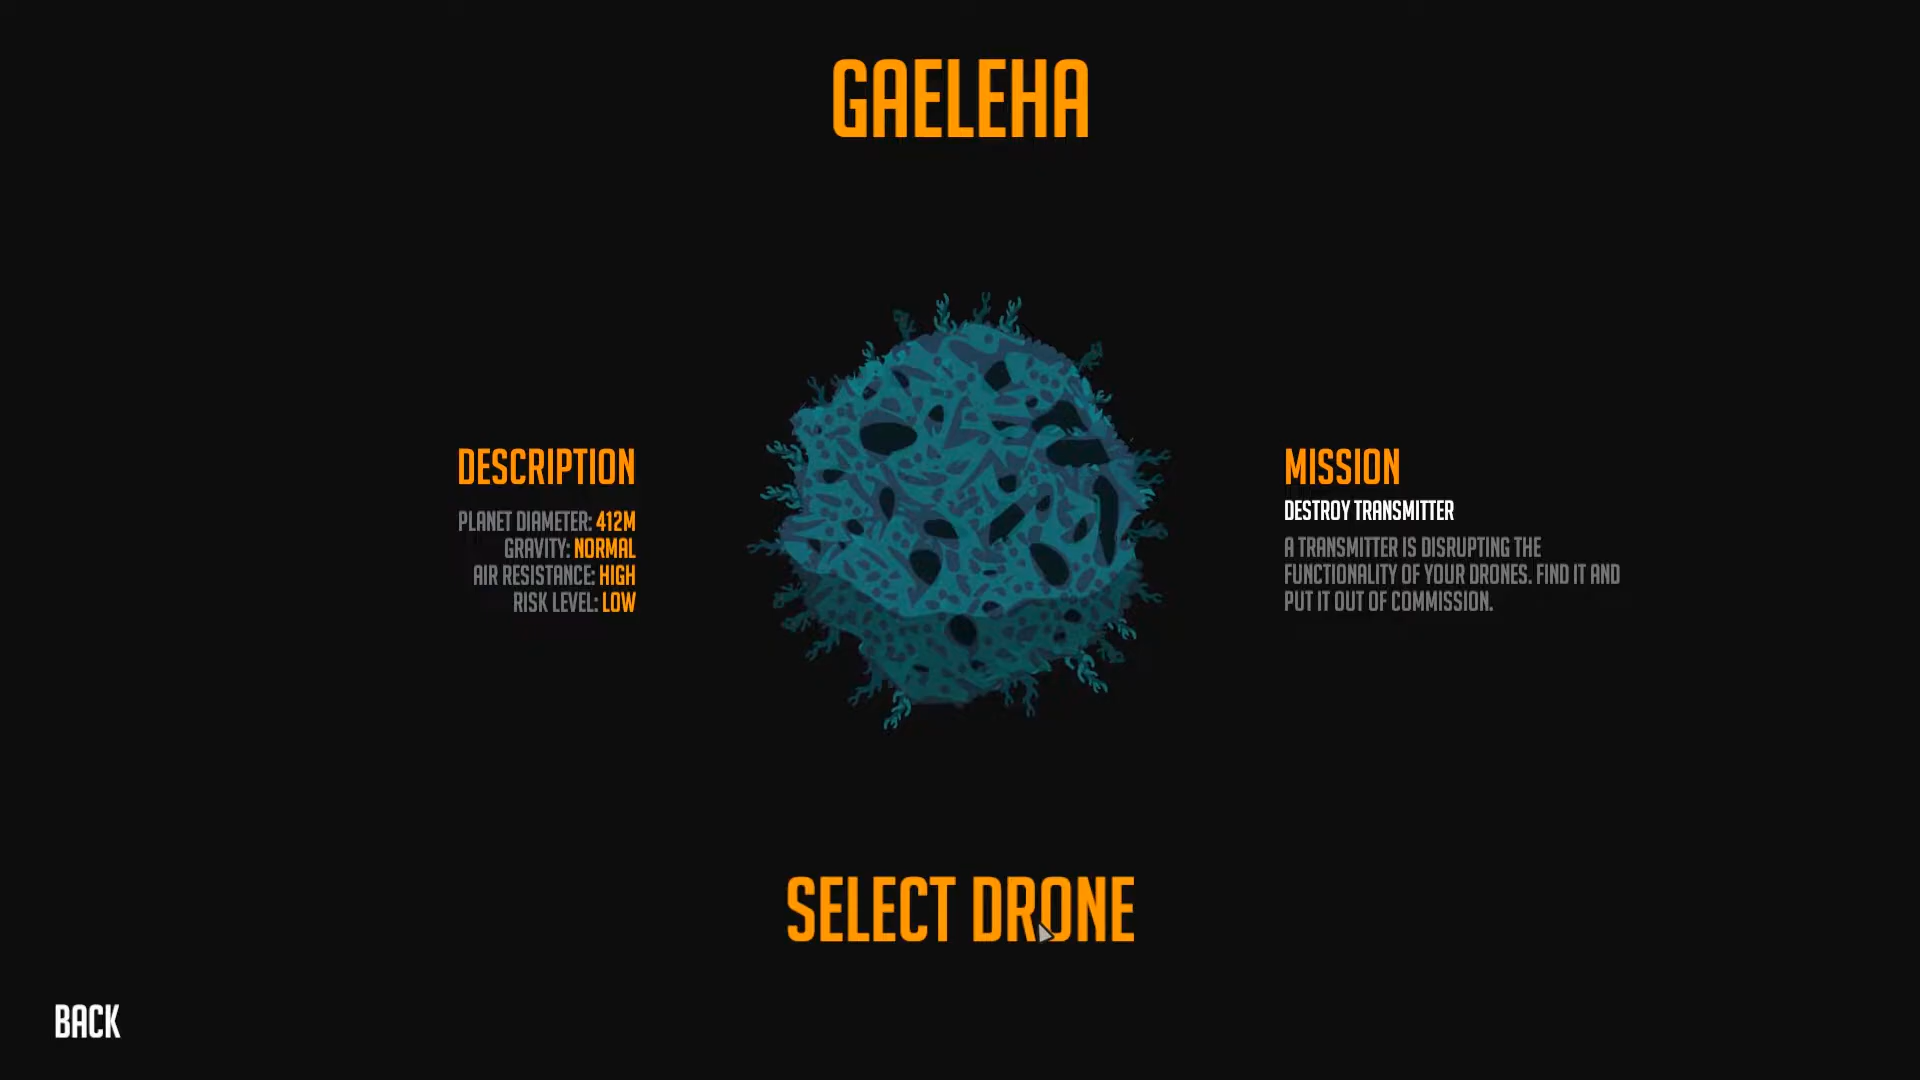 GAELEHA
DESCRIPTION
PLANET DIAMETER: 412M
GRAVITY: NORMAL
AIR RESISTANCE: HIGH
RISK LEVEL: LOW
MISSION
DESTROY TRANSMITTER
A TRANSMITTER IS DISRUPTING THE
FUNCTIONALITY OF YOUR DRONES. FIND IT AND
PUT IT OUT OF COMMISSION.
SELECT DRONE
BACK